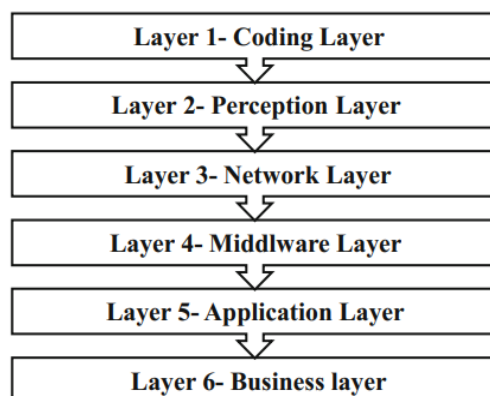 Layer 1- Coding Layer
Layer 2- Perception Layer
Layer 3- Network Layer
Layer 4- Middlware Layer
Layer 5- Application Layer
Layer 6- Business layer